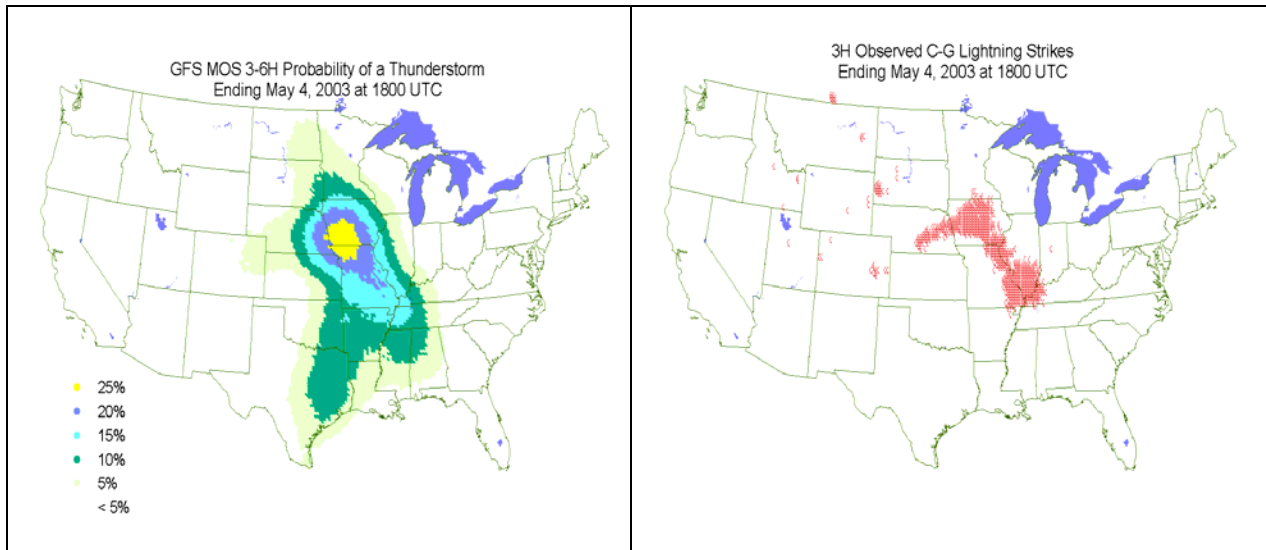 GFS MOS 3-6H Probability of a Thunderstorm
Ending May 4, 2003 at 1800 UTC
25%
20%
15%
10%
5%
< 5%
3H Observed C-G Lightning Strikes
Ending May 4, 2003 at 1800 UTC